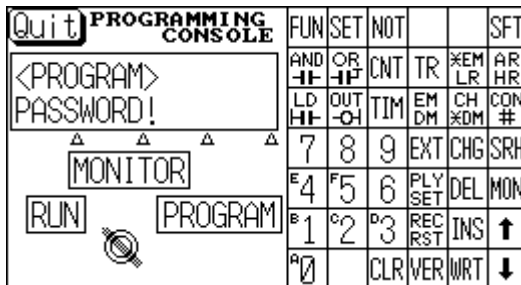 Quit PROGRAMMING CONSOLE
<PROGRAM>
PASSWORD!
MONITOR
RUN PROGRAM
FUN SET NOT SFT
AND OR CNT TR *EM LR AR HR
LD OUT TIM EM DM CH *DM CON #
7 8 9 EXT CHG SRH
E4 F5 6 PLY SET DEL MON
B1 C2 D3 REC RST INS ↑
A0 CLR VER WRT ↓